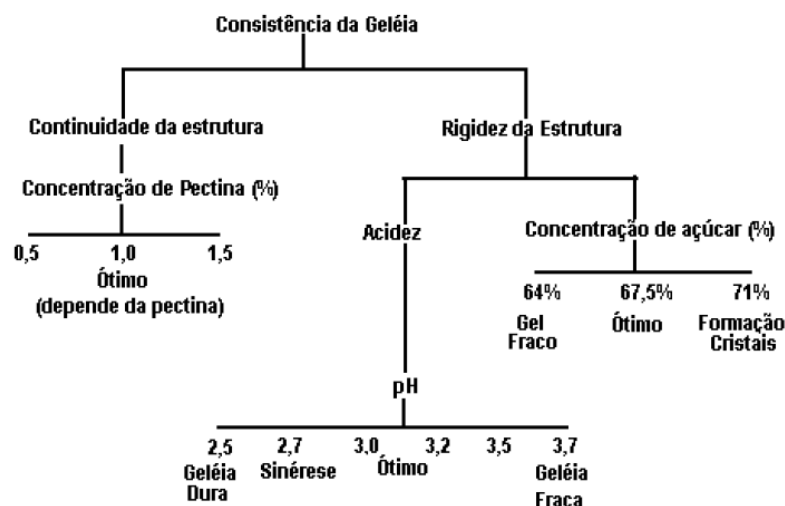 Consistência da Geléia
Continuidade da estrutura
Rigidez da Estrutura
Concentração de Pectina (%)
0,5 1,0 1,5
Ótimo
(depende da pectina)
Acidez
Concentração de açúcar (%)
64% 67,5% 71%
Gel
Fraco
Ótimo
Formação
Cristais
pH
2,5 2,7 3,0 3,2 3,5 3,7
Geléia
Dura
Sinérese
Ótimo
Geléia
Fraca